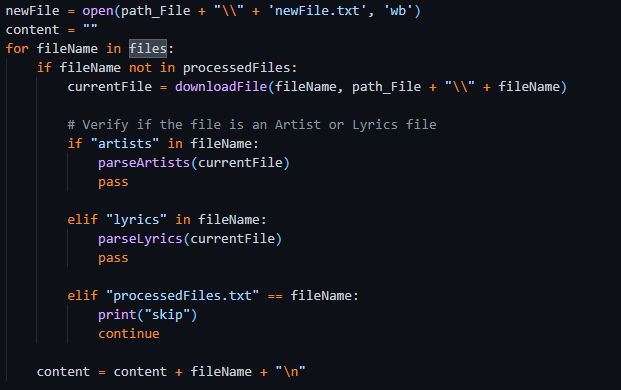 newFile = open(path_File + "\\" + 'newFile.txt', 'wb')
content = ""
for fileName in files:
    if fileName not in processedFiles:
        currentFile = downloadFile(fileName, path_File + "\\" + fileName)

        # Verify if the file is an Artist or Lyrics file
        if "artists" in fileName:
            parseArtists(currentFile)
            pass

        elif "lyrics" in fileName:
            parseLyrics(currentFile)
            pass

        elif "processedFiles.txt" == fileName:
            print("skip")
            continue

    content = content + fileName + "\n"